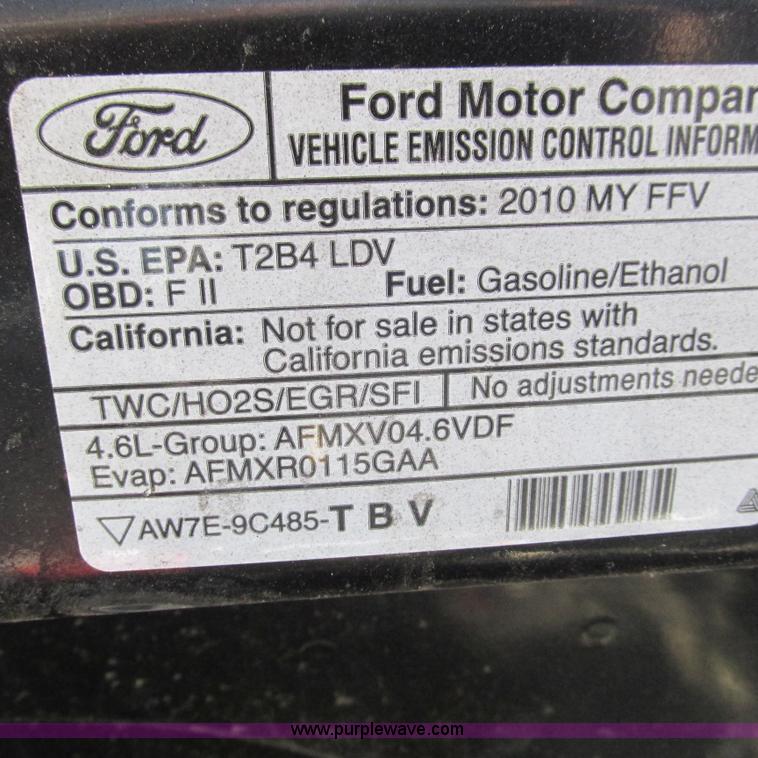 Ford
Ford Motor
VEHICLE EMISSION CONTROL
Conforms to regulations: 2010 MY FFV
U.S. EPA: T2B4 LDV
OBD: F II Fuel: Gasoline/Ethanol
California: Not for sale in states with
California emissions standards.
TWC/HO2S/EGR/SFI No adjustments neede
4.6L-Group: AFMXV04.6VDF
Evap: AFMXR0115GAA
AW7E-9C485-T B V
www.purplewave.com